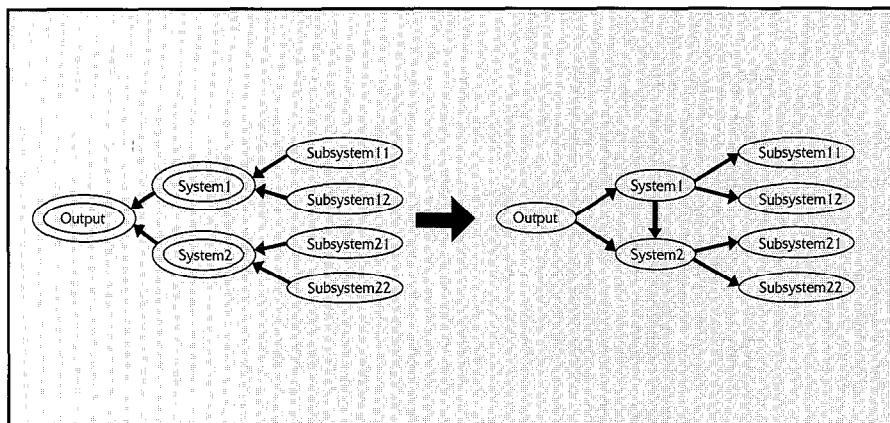 Output
System1
System2
Subsystem11
Subsystem12
Subsystem21
Subsystem22
Output
System1
System2
Subsystem11
Subsystem12
Subsystem21
Subsystem22